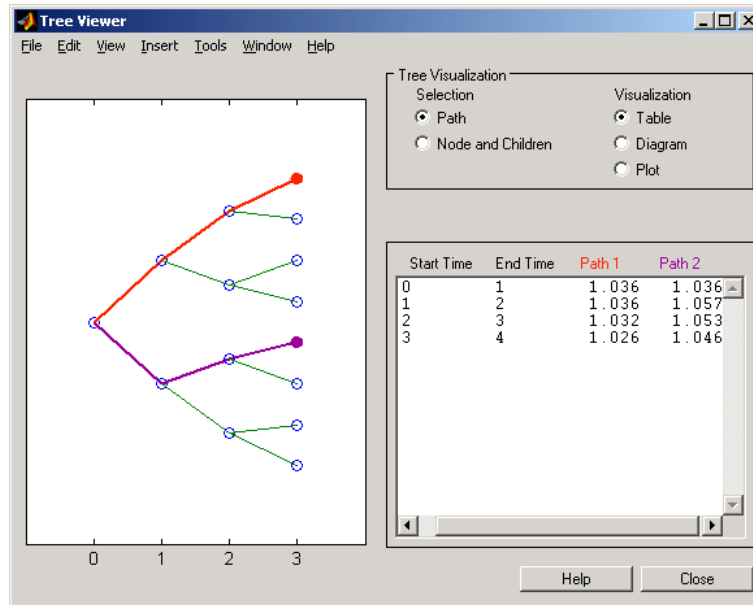 Tree Viewer
File Edit View Insert Tools Window Help
Tree Visualization
Selection Visualization
Path Table
Node and Children Diagram
Plot
Start Time End Time Path 1 Path 2
0 1 1.036 1.036
1 2 1.036 1.057
2 3 1.032 1.053
3 4 1.026 1.046
0 1 2 3
Help Close